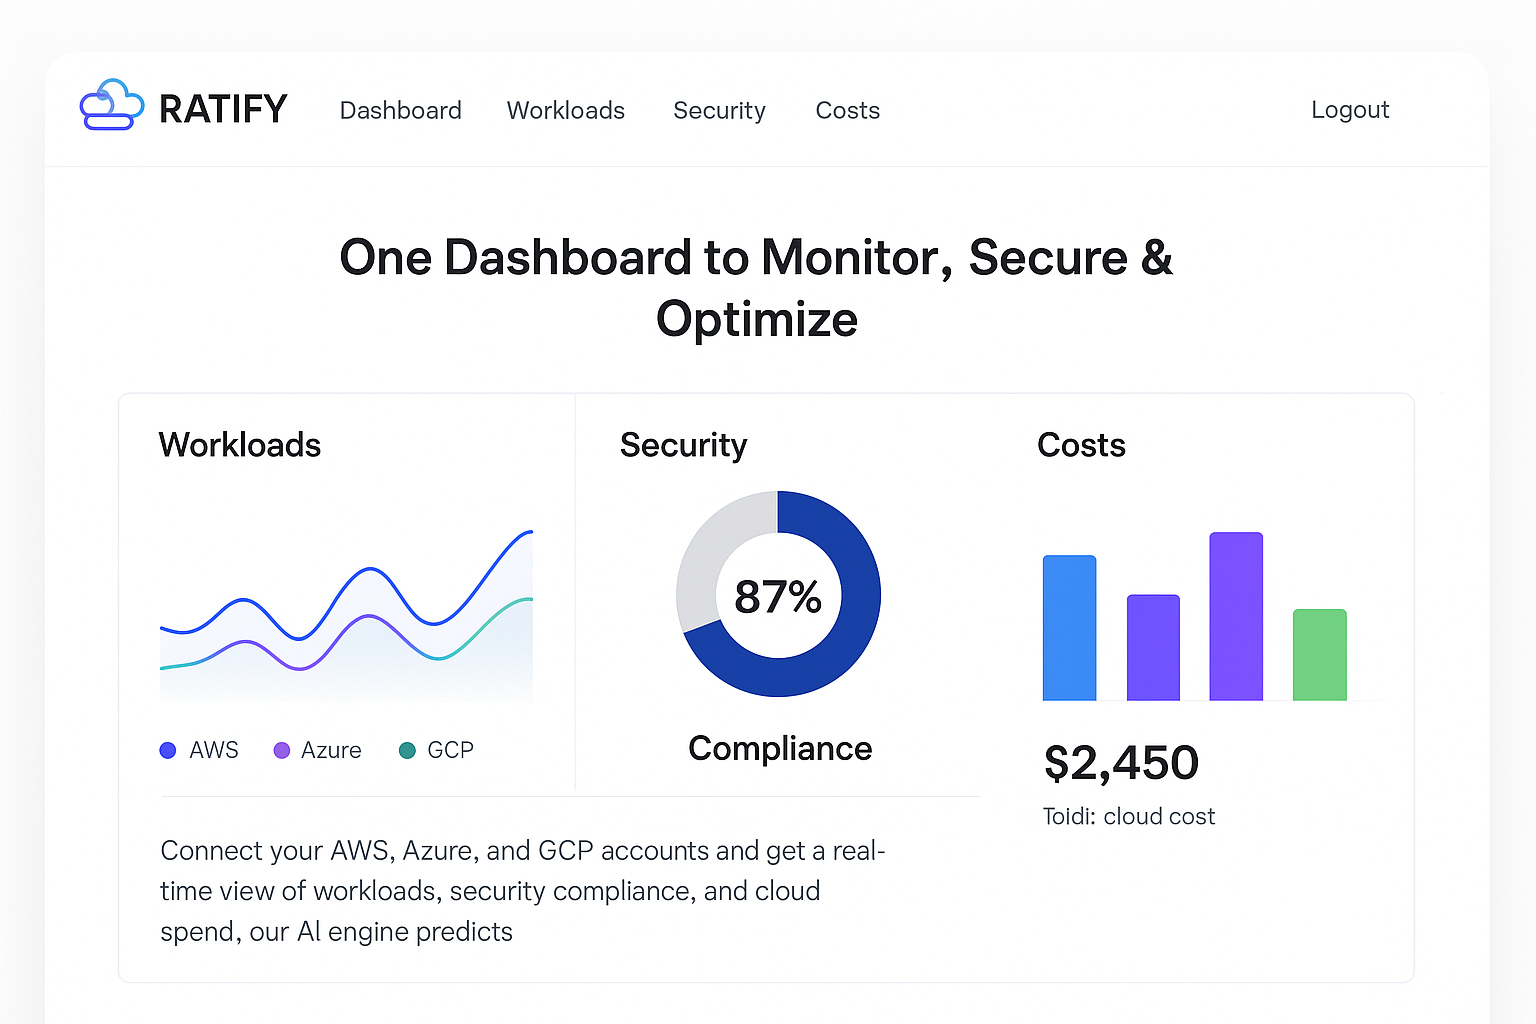 RATIFY Dashboard Workloads Security Costs Logout
One Dashboard to Monitor, Secure &
Optimize
Workloads
AWS Azure GCP
Security
87%
Compliance
Costs
$2,450
Toidi: cloud cost
Connect your AWS, Azure, and GCP accounts and get a real-
time view of workloads, security compliance, and cloud
spend, our AI engine predicts